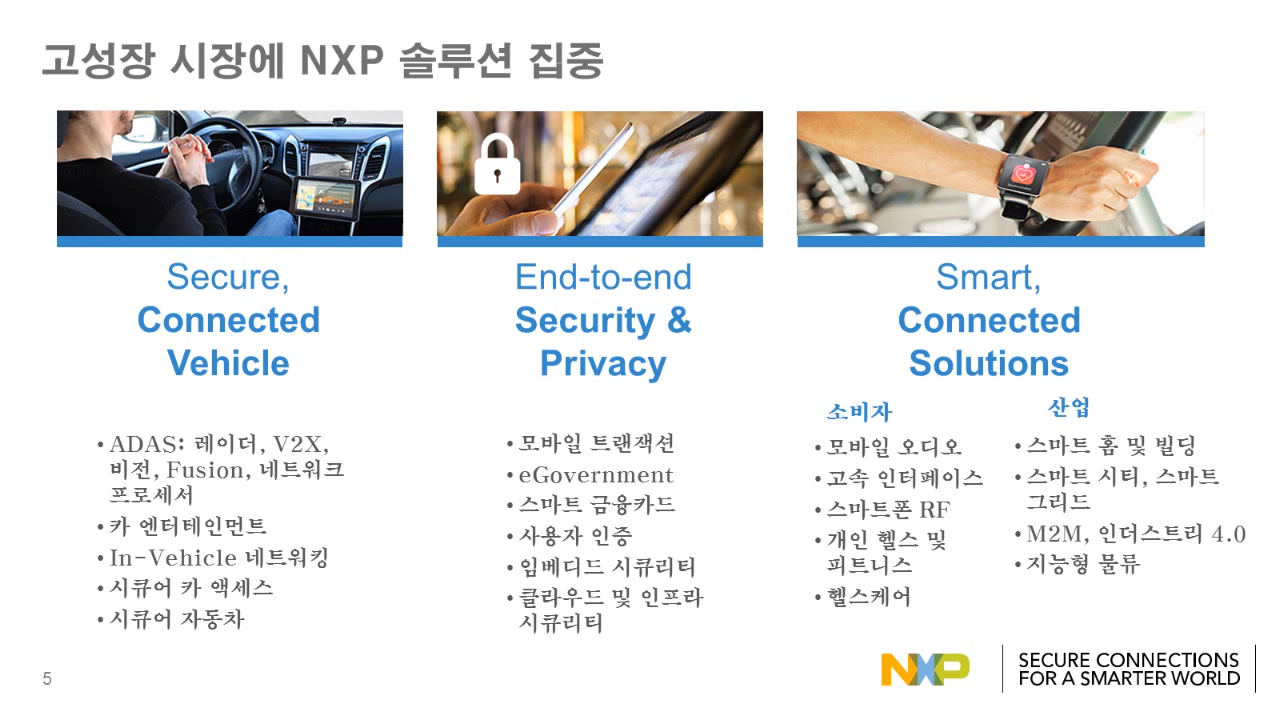 고성장 시장에 NXP 솔루션 집중
Secure,
Connected
Vehicle
• ADAS: 레이더, V2X,
비전, Fusion, 네트워크
프로세서
• 카 엔터테인먼트
• In-Vehicle 네트워킹
• 시큐어 카 액세스
• 시큐어 자동차
End-to-end
Security &
Privacy
• 모바일 트랜잭션
• eGovernment
• 스마트 금융카드
• 사용자 인증
• 임베디드 시큐리티
• 클라우드 및 인프라
시큐리티
Smart,
Connected
Solutions
소비자
• 모바일 오디오
• 고속 인터페이스
• 스마트폰 RF
• 개인 헬스 및
피트니스
• 헬스케어
산업
• 스마트 홈 및 빌딩
• 스마트 시티, 스마트
그리드
• M2M, 인더스트리 4.0
• 지능형 물류
5
NXP
SECURE CONNECTIONS
FOR A SMARTER WORLD